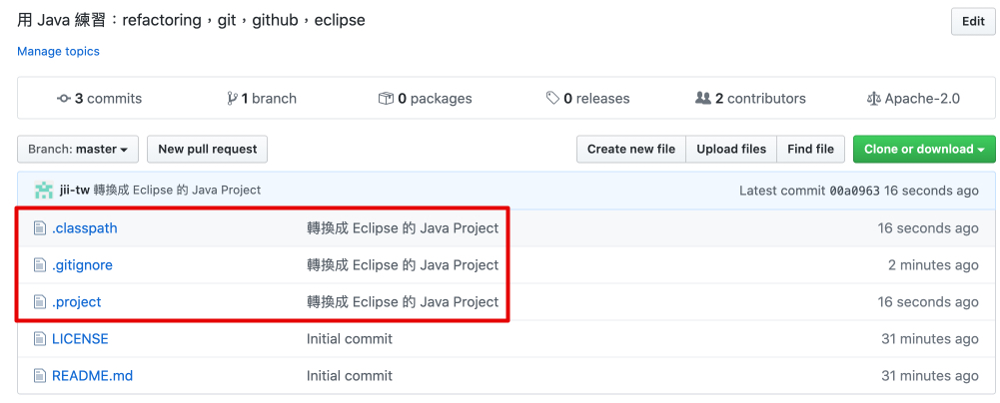 用 Java 練習：refactoring，git，github，eclipse
Edit
Manage topics
3 commits 1 branch 0 packages 0 releases 2 contributors Apache-2.0
Branch: master New pull request Create new file Upload files Find file Clone or download
jii-tw 轉換成 Eclipse 的 Java Project Latest commit 00a0963 16 seconds ago
.classpath 轉換成 Eclipse 的 Java Project 16 seconds ago
.gitignore 轉換成 Eclipse 的 Java Project 2 minutes ago
.project 轉換成 Eclipse 的 Java Project 16 seconds ago
LICENSE Initial commit 31 minutes ago
README.md Initial commit 31 minutes ago